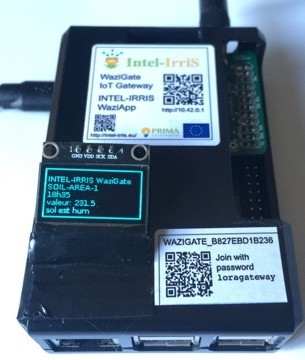 Intel-IrriS
WaziGate
IoT Gateway
http://10.42.0.1
INTEL-IRRIS
WaziApp
http://intel-irris.eu/
PRIMA
GND VDD SCK SDA
INTEL-IRRIS WaziGate
SOIL-AREA-1
18h35
valeur: 231.5
sol est hum
WAZIGATE_B827EBD1B236
Join with
password
loragateway